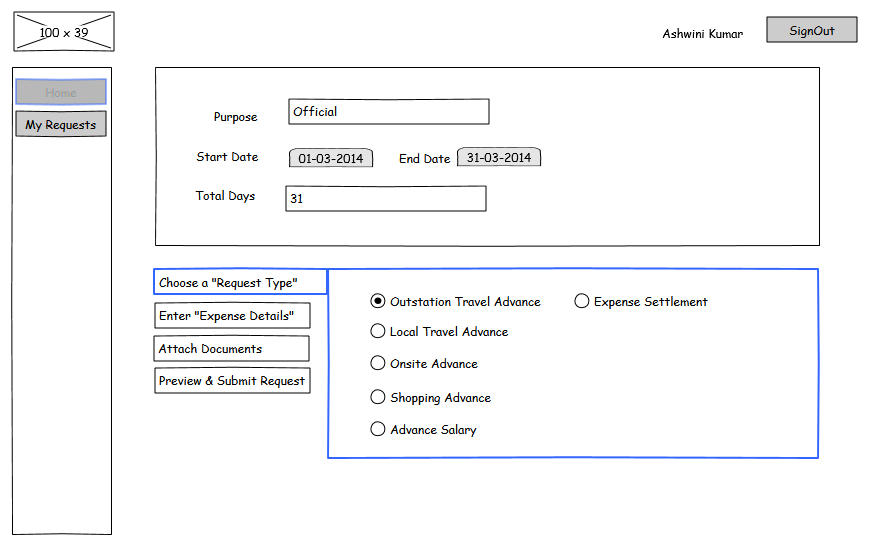 100 x 39
Ashwini Kumar
SignOut
Home
My Requests
Purpose Official
Start Date 01-03-2014 End Date 31-03-2014
Total Days 31
Choose a "Request Type"
Enter "Expense Details"
Attach Documents
Preview & Submit Request
Outstation Travel Advance Expense Settlement
Local Travel Advance
Onsite Advance
Shopping Advance
Advance Salary